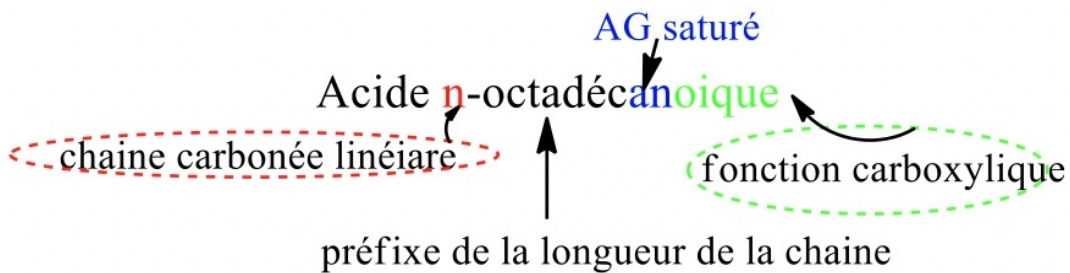 AG saturé
Acide n-octadécanoique
chaine carbonée linéiare
fonction carboxylique
préfixe de la longueur de la chaine